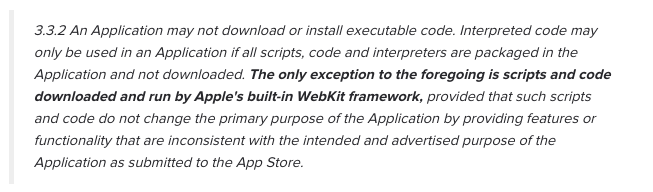 3.3.2 An Application may not download or install executable code. Interpreted code may
only be used in an Application if all scripts, code and interpreters are packaged in the
Application and not downloaded. The only exception to the foregoing is scripts and code
downloaded and run by Apple's built-in WebKit framework, provided that such scripts
and code do not change the primary purpose of the Application by providing features or
functionality that are inconsistent with the intended and advertised purpose of the
Application as submitted to the App Store.